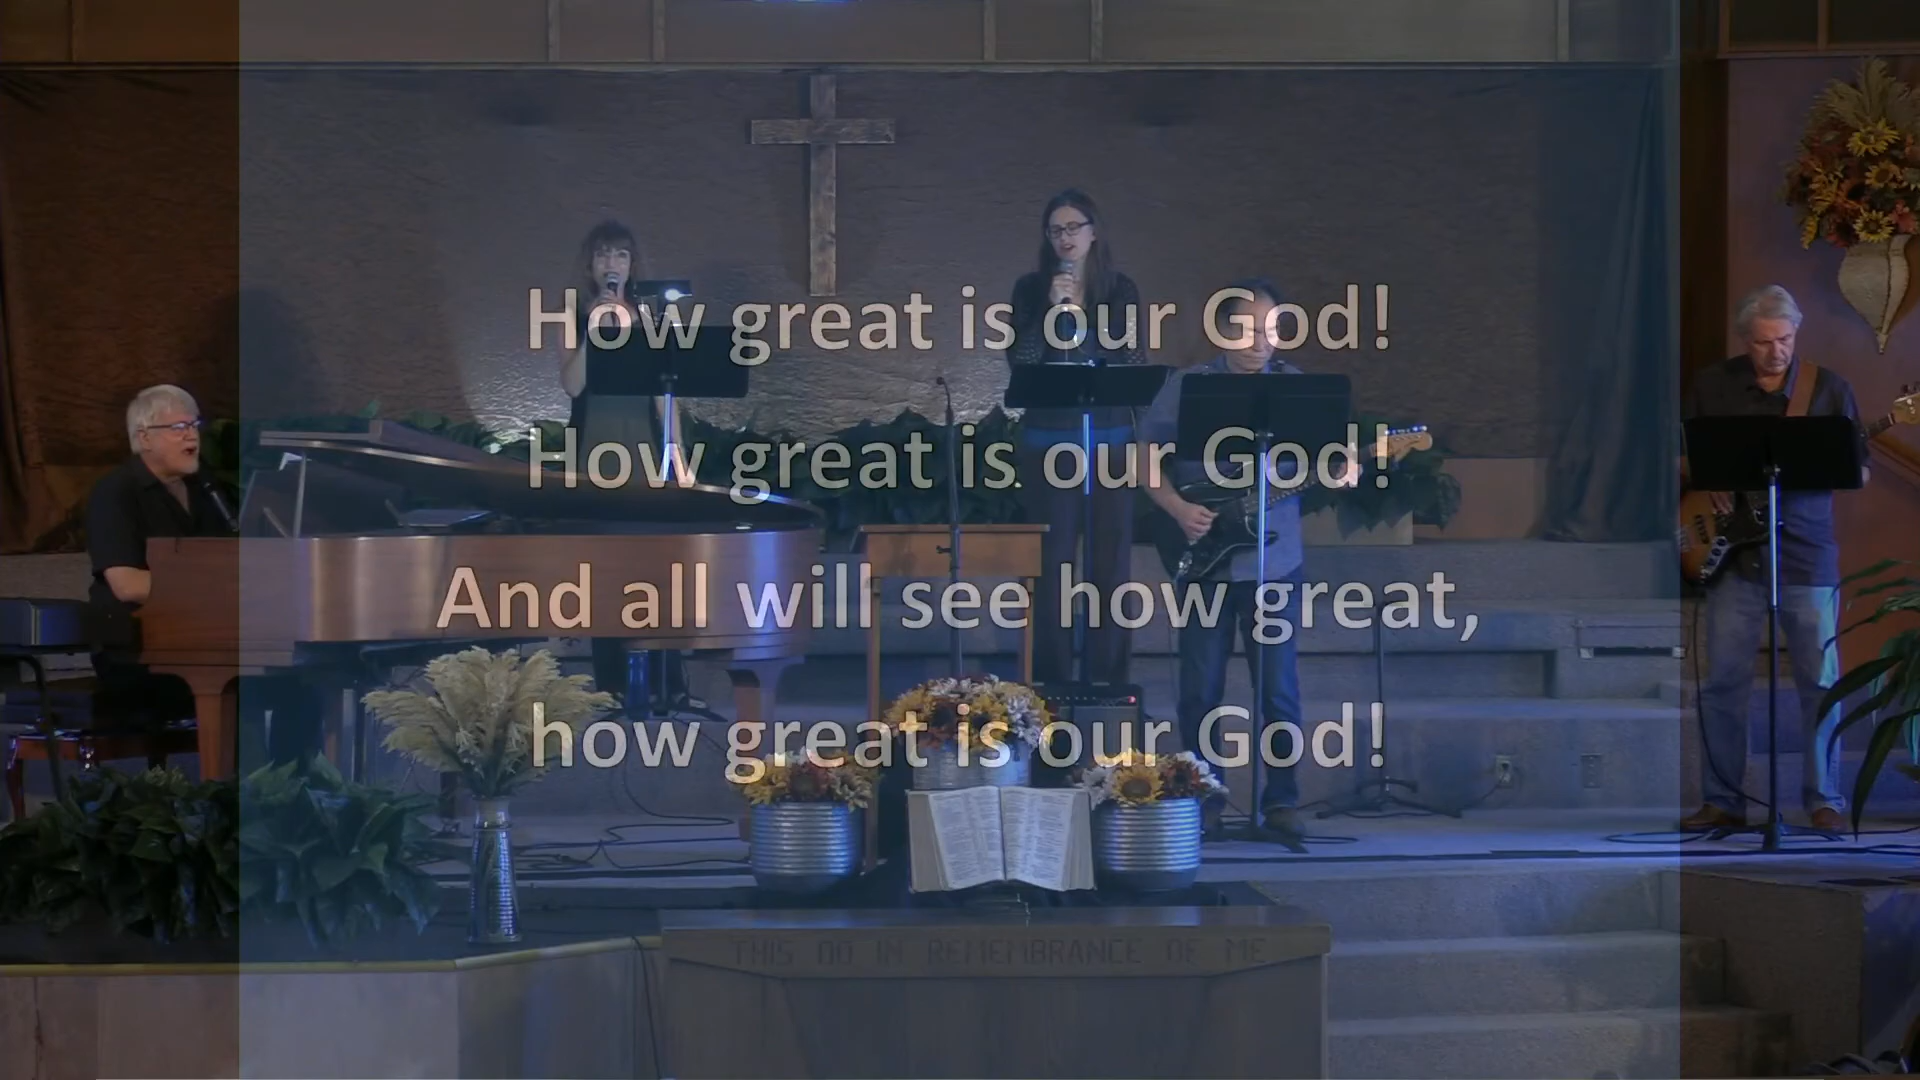 How great is our God!
How great is our God!
And all will see how great,
how great is our God!
THIS DO IN REMEMBRANCE OF ME